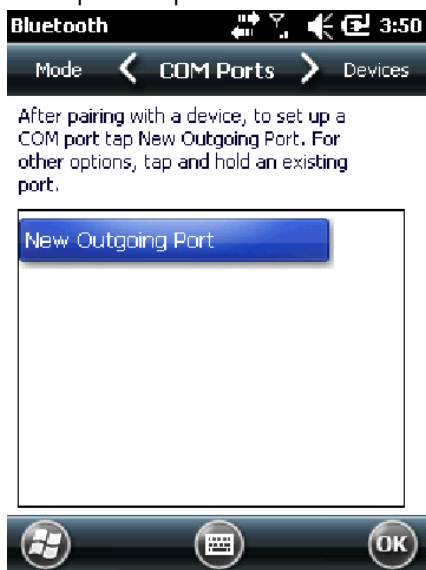 Bluetooth 3:50
Mode COM Ports Devices
After pairing with a device, to set up a
COM port tap New Outgoing Port. For
other options, tap and hold an existing
port.
New Outgoing Port
OK